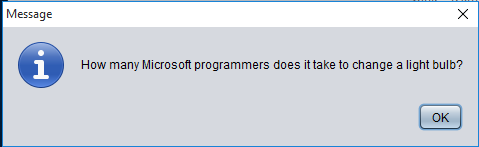 Message
How many Microsoft programmers does it take to change a light bulb?
OK